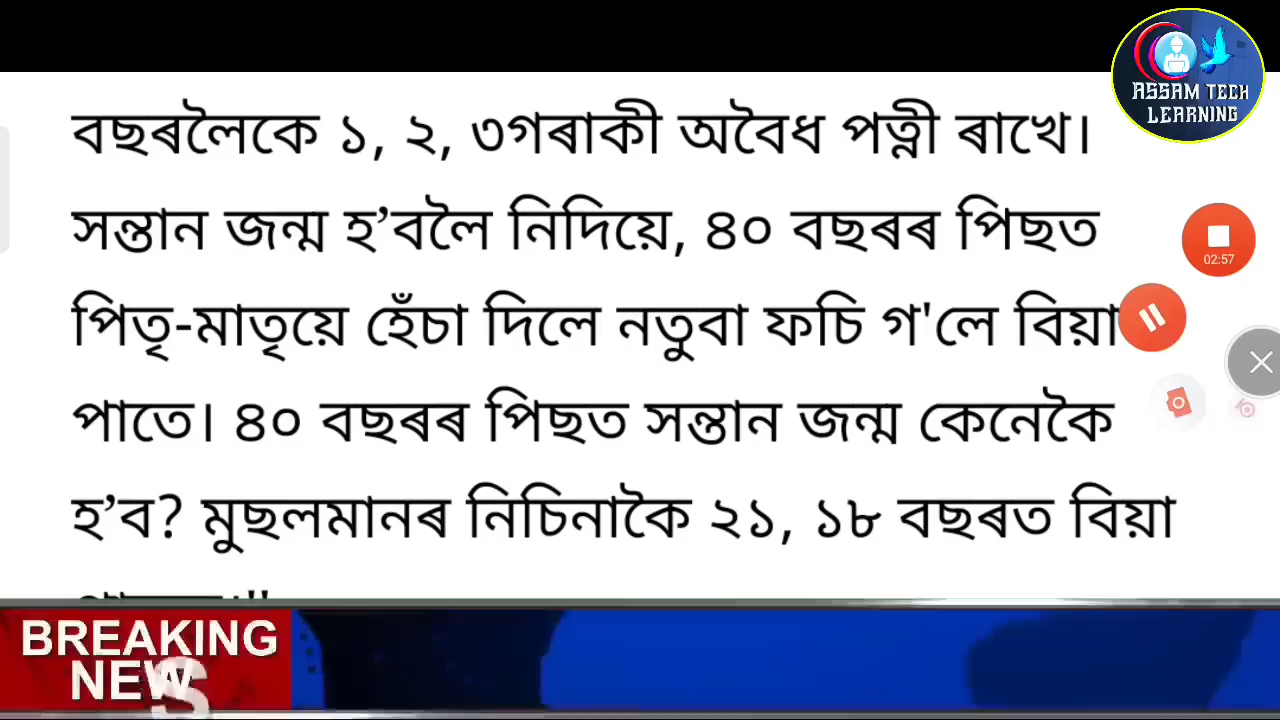 বছৰলৈকে ১, ২, ৩গৰাকী অবৈধ পত্নী ৰাখে।
সন্তান জন্ম হ’বলৈ নিদিয়ে, ৪০ বছৰৰ পিছত
পিতৃ-মাতৃয়ে হেঁচা দিলে নতুবা ফচি গ'লে বিয়া
পাতে। ৪০ বছৰৰ পিছত সন্তান জন্ম কেনেকৈ
হ’ব? মুছলমানৰ নিচিনাকৈ ২১, ১৮ বছৰত বিয়া
ASSAM TECH
LEARNING
02:57
BREAKING
NEWS